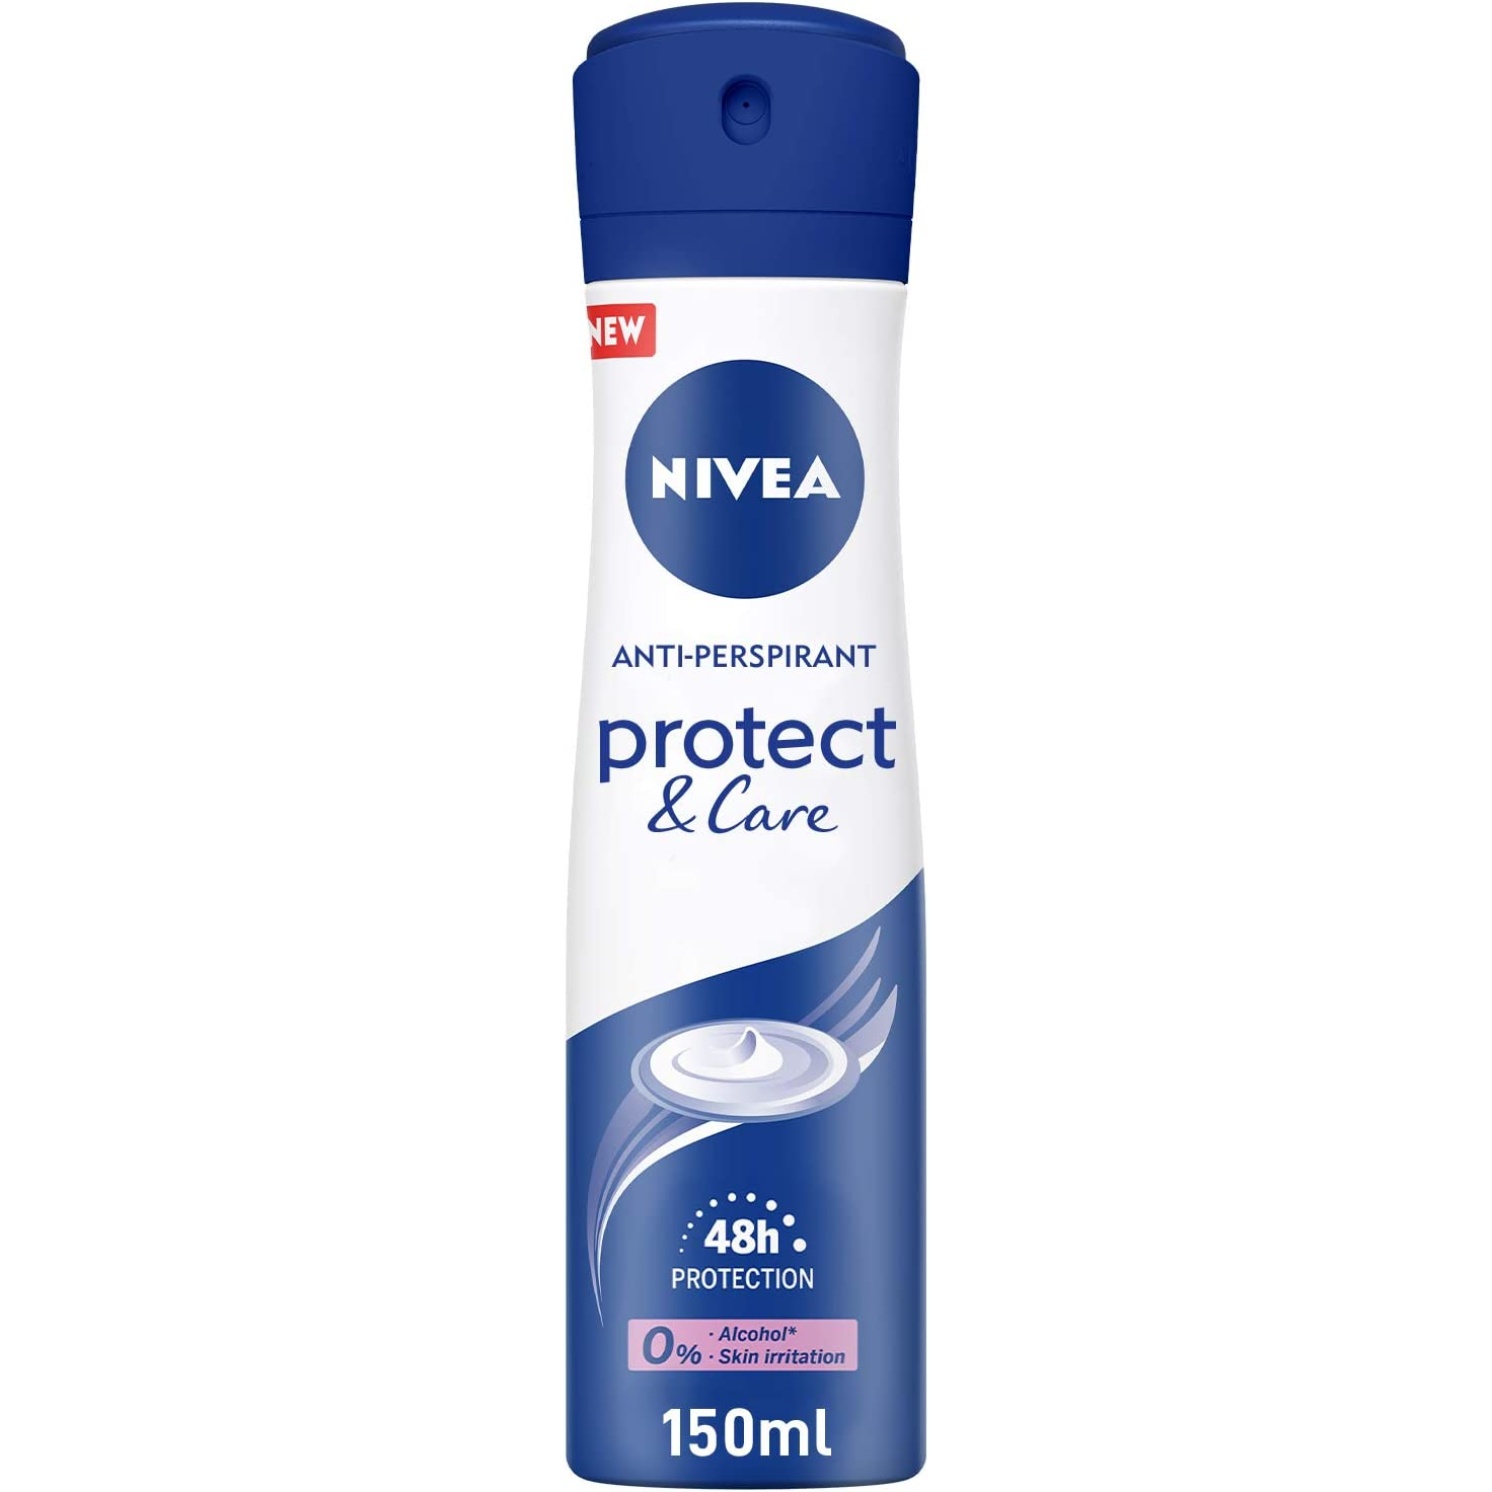 NEW
NIVEA
ANTI-PERSPIRANT
protect
& Care
48h
PROTECTION
0% · Alcohol*
· Skin irritation
150ml